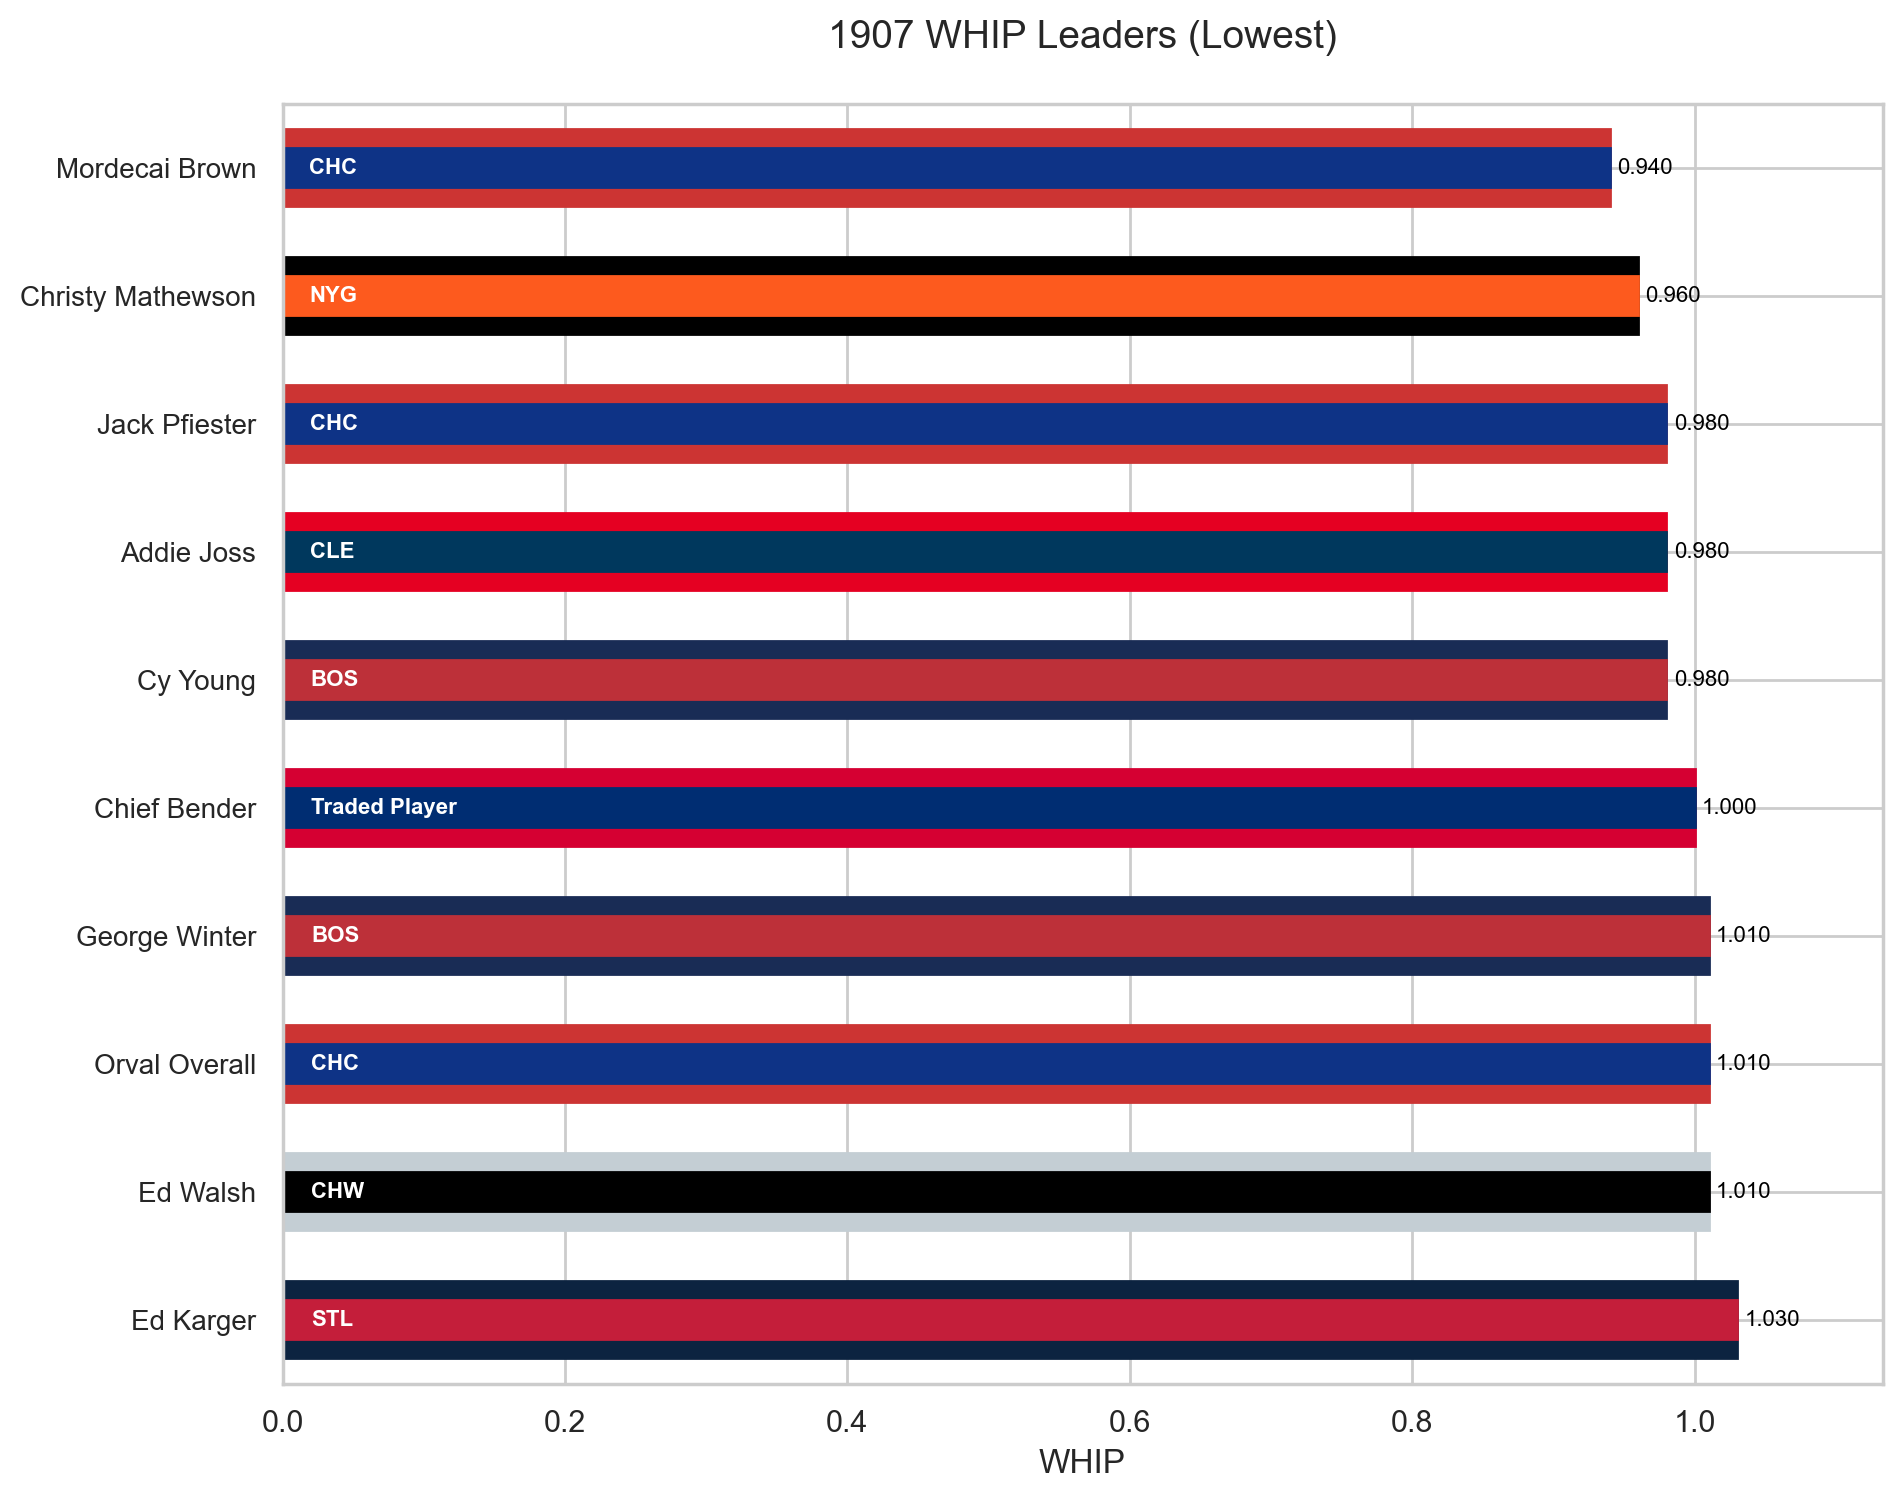 1907 WHIP Leaders (Lowest)
Mordecai Brown CHC 0.940
Christy Mathewson NYG 0.960
Jack Pfiester CHC 0.980
Addie Joss CLE 0.980
Cy Young BOS 0.980
Chief Bender Traded Player 1.000
George Winter BOS 1.010
Orval Overall CHC 1.010
Ed Walsh CHW 1.010
Ed Karger STL 1.030
0.0 0.2 0.4 0.6 0.8 1.0
WHIP